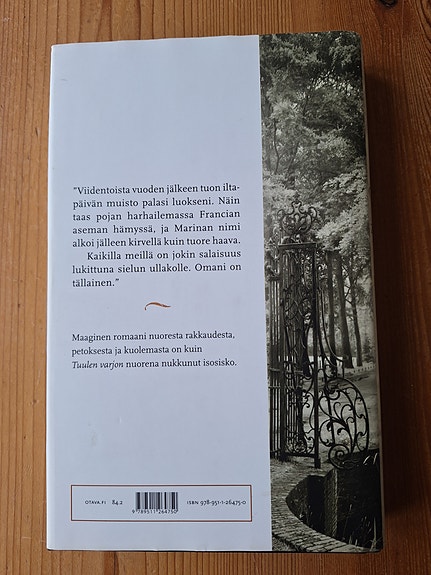 ”Viidentoista vuoden jälkeen tuon ilta-
päivän muisto palasi luokseni. Näin
taas pojan harhailemassa Francian
aseman hämyssä, ja Marinan nimi
alkoi jälleen kirvellä kuin tuore haava.
Kaikilla meillä on jokin salaisuus
lukittuna sielun ullakolle. Omani on
tällainen.”
Maaginen romaani nuoresta rakkaudesta,
petoksesta ja kuolemasta on kuin
Tuulen varjon nuorena nukkunut isosisko.
OTAVA.FI 84.2 ISBN 978-951-1-26475-0
9 789511 264750